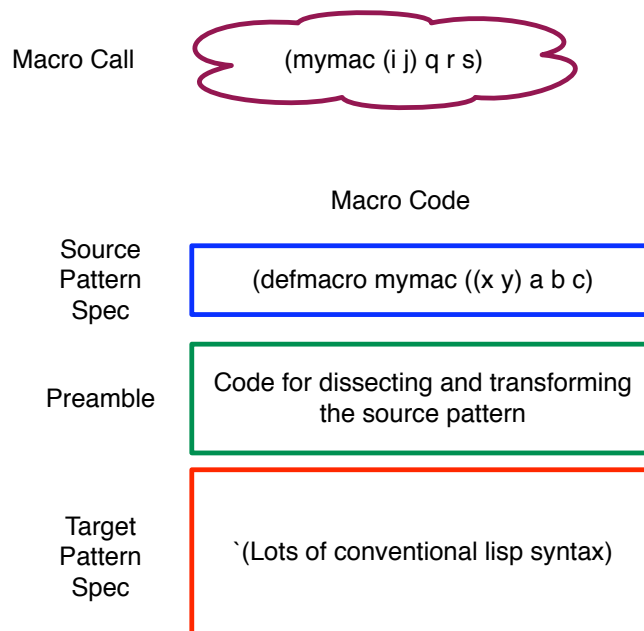 Macro Call
(mymac (i j) q r s)
Macro Code
Source
Pattern
Spec
(defmacro mymac ((x y) a b c)
Preamble
Code for dissecting and transforming
the source pattern
Target
Pattern
Spec
`(Lots of conventional lisp syntax)